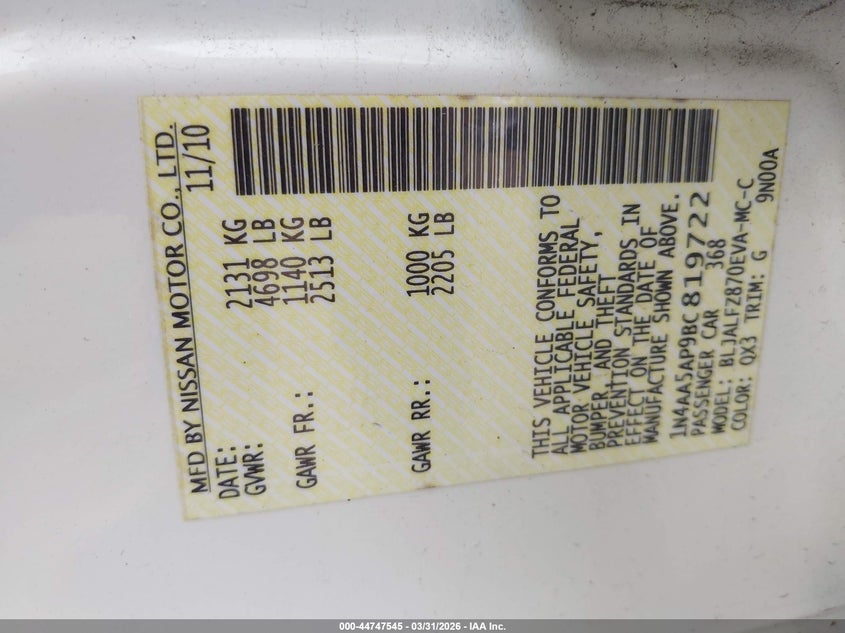 MFD BY NISSAN MOTOR CO., LTD.
DATE: 11/10
GVWR: 2131 KG
4698 LB
GAWR FR.: 1140 KG
2513 LB
GAWR RR.: 1000 KG
2205 LB
THIS VEHICLE CONFORMS TO
ALL APPLICABLE FEDERAL
MOTOR VEHICLE SAFETY,
BUMPER, AND THEFT
PREVENTION STANDARDS IN
EFFECT ON THE DATE OF
MANUFACTURE SHOWN ABOVE.
1N4AA5AP9BC819722
PASSENGER CAR 368
MODEL: BLJALFZ870EVA-MC-C
COLOR: QX3 TRIM: G 9N00A
000-44747545 - 03/31/2026 - IAA Inc.